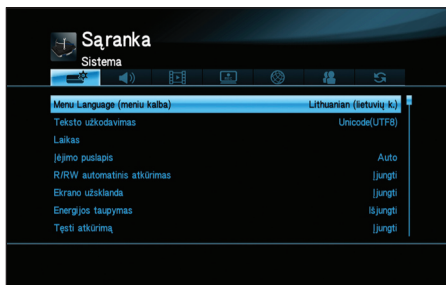 Sąranka
Sistema
Menu Language (meniu kalba) Lithuanian (lietuvių k.)
Teksto užkodavimas Unicode(UTF8)
Laikas
Įėjimo puslapis Auto
R/RW automatinis atkūrimas Įjungti
Ekrano užsklanda Įjungti
Energijos taupymas Išjungti
Tęsti atkūrimą Įjungti